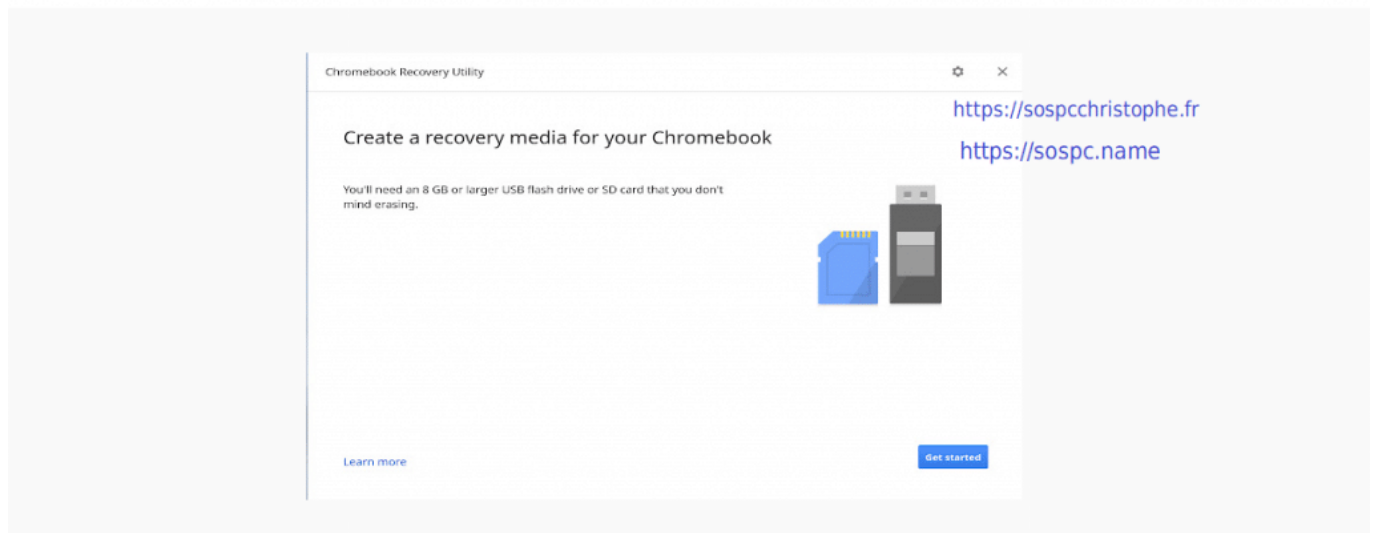 Chromebook Recovery Utility
https://sospcchristophe.fr
Create a recovery media for your Chromebook
https://sospc.name
You'll need an 8 GB or larger USB flash drive or SD card that you don't
mind erasing.
Learn more
Get started